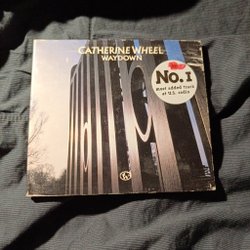 CATHERINE WHEEL
WAYDOWN
No. 1
most added track
at U.S. radio